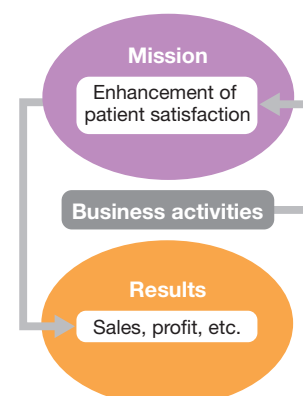 Mission
Enhancement of
patient satisfaction
Business activities
Results
Sales, profit, etc.